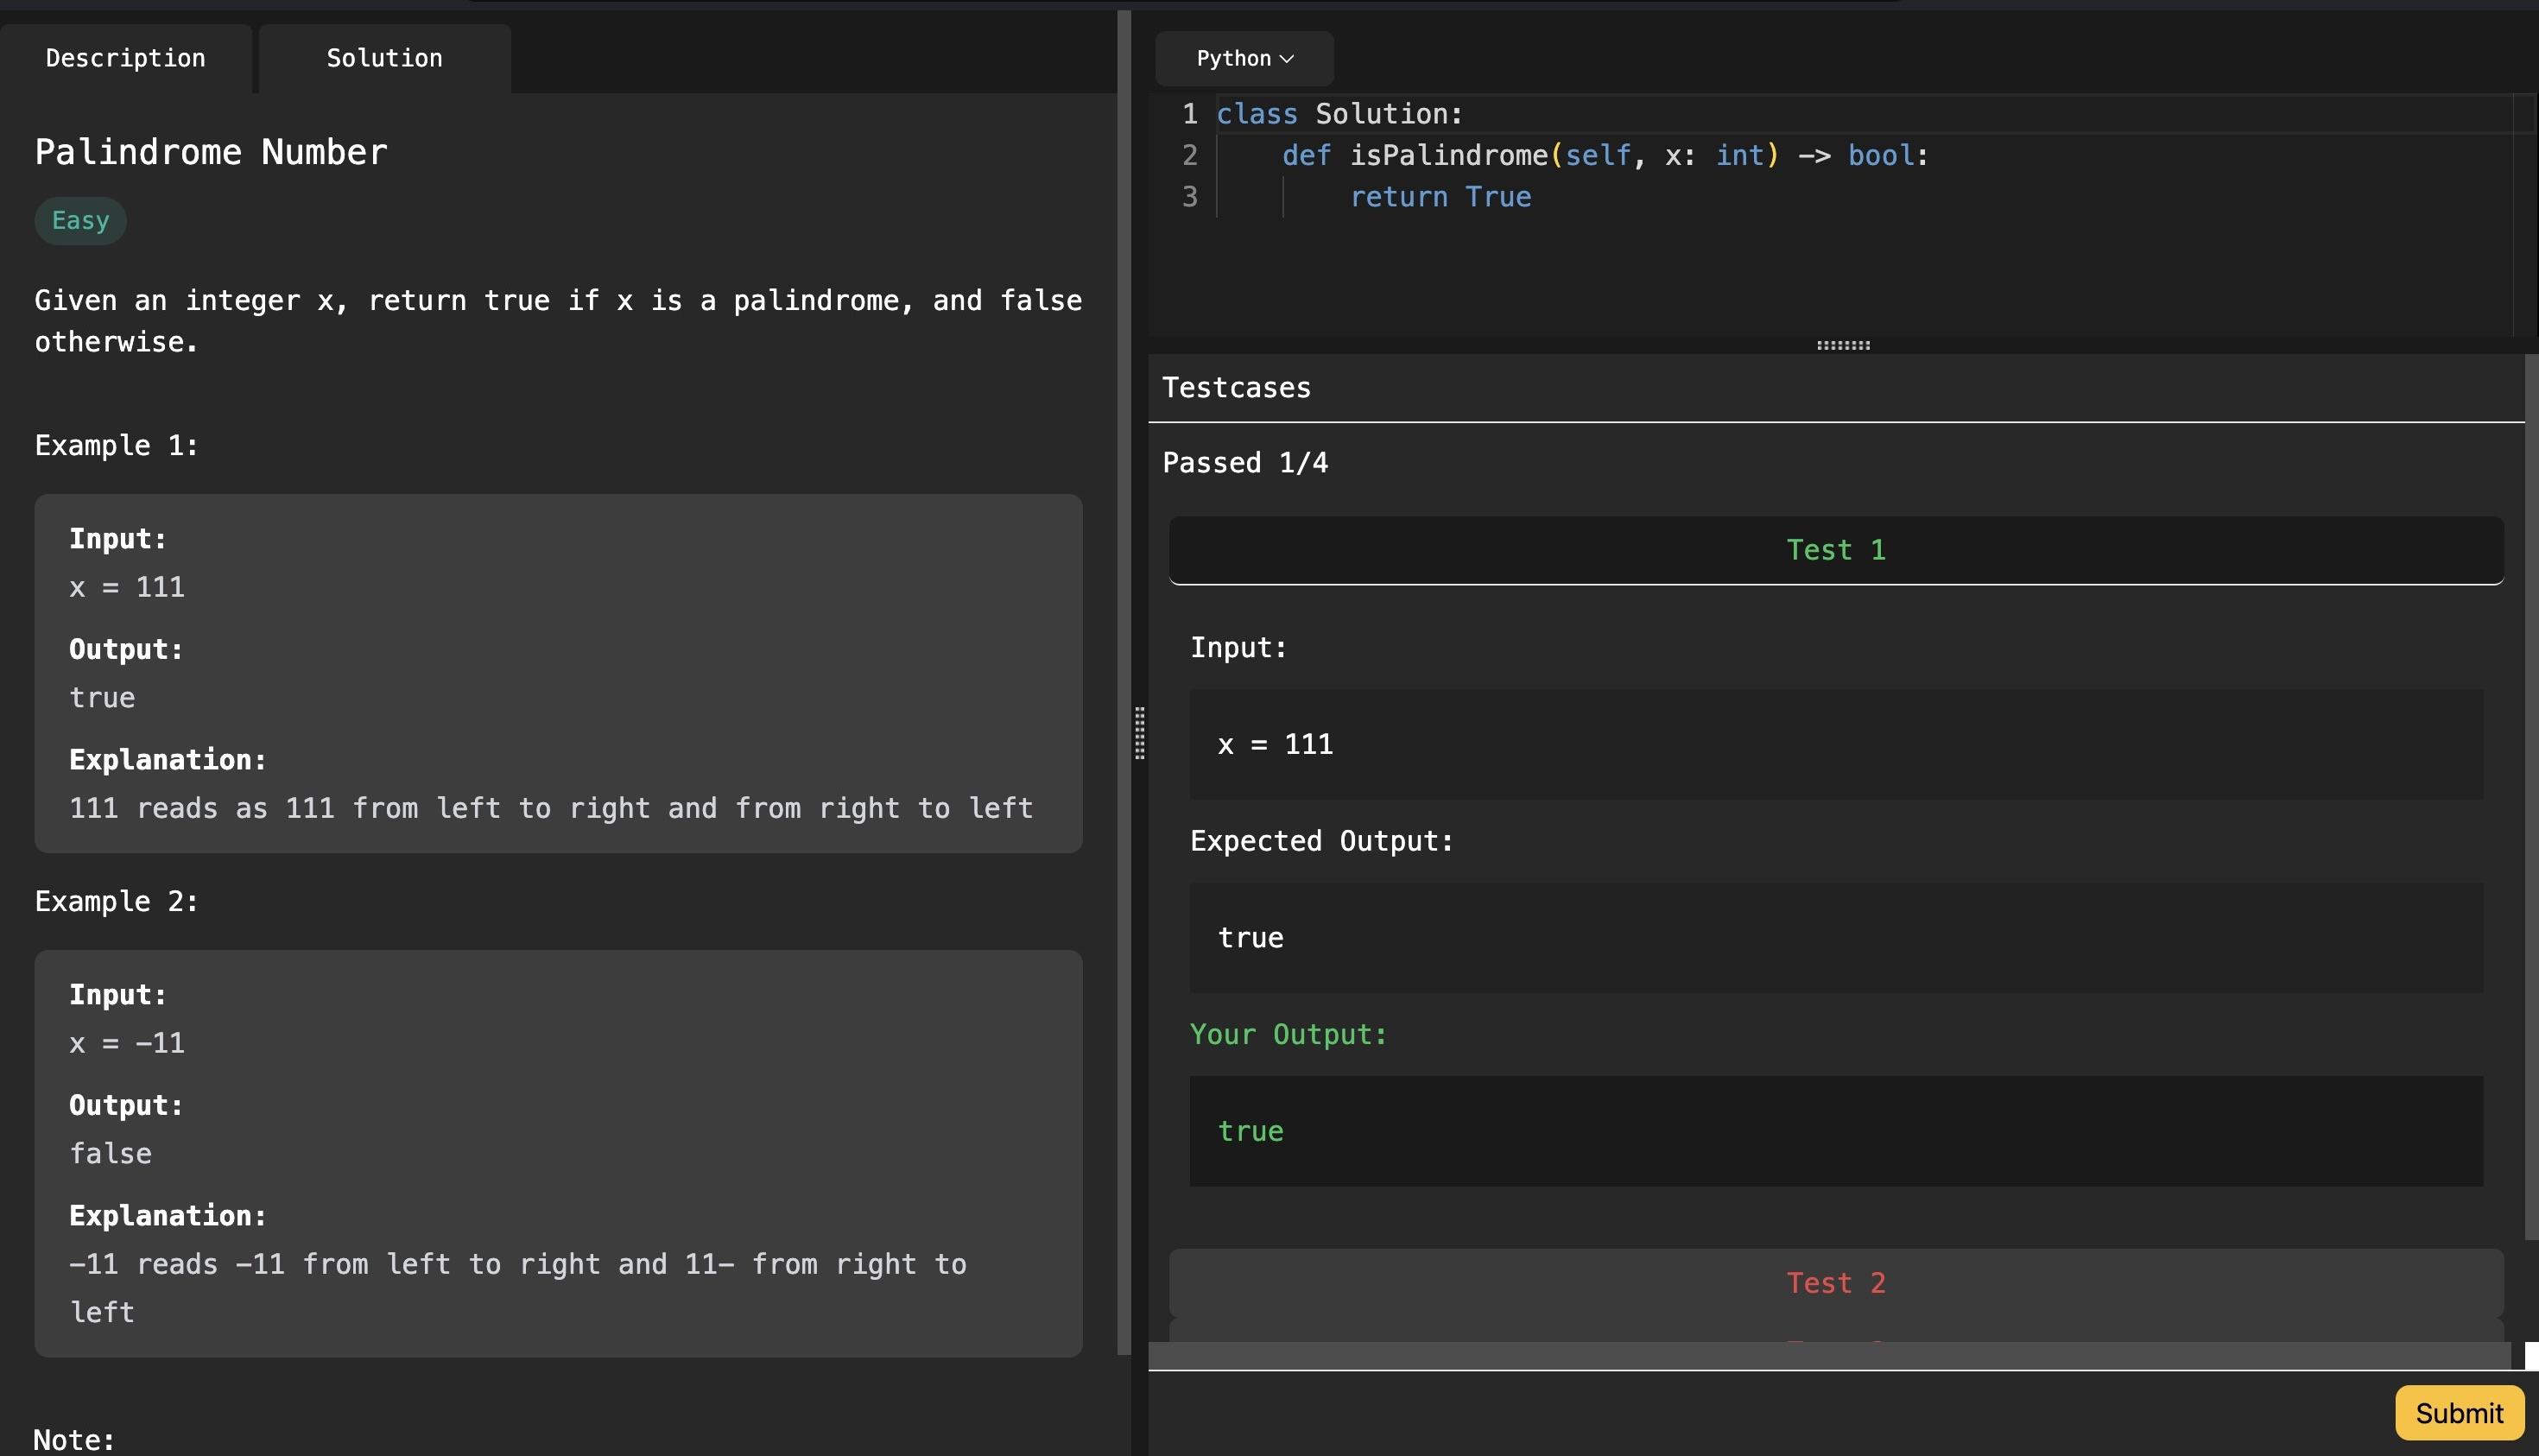 Description
Solution
Palindrome Number
Easy
Given an integer x, return true if x is a palindrome, and false
otherwise.
Example 1:
Input:
x = 111
Output:
true
Explanation:
111 reads as 111 from left to right and from right to left
Example 2:
Input:
x = −11
Output:
false
Explanation:
−11 reads −11 from left to right and 11− from right to
left
Note:
Python
1 class Solution:
2 def isPalindrome(self, x: int) −> bool:
3 return True
Testcases
Passed 1/4
Test 1
Input:
x = 111
Expected Output:
true
Your Output:
true
Test 2
Submit